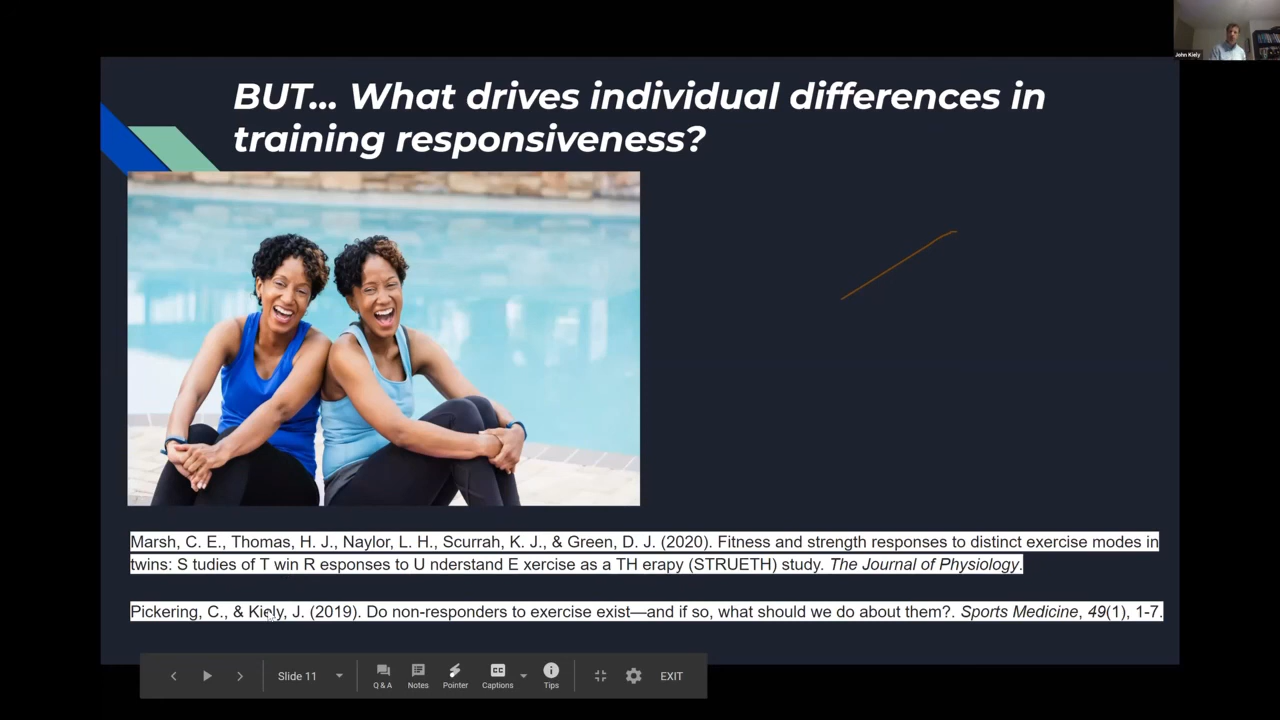 John Kiely
BUT... What drives individual differences in
training responsiveness?
Marsh, C. E., Thomas, H. J., Naylor, L. H., Scurrah, K. J., & Green, D. J. (2020). Fitness and strength responses to distinct exercise modes in
twins: S tudies of T win R esponses to U nderstand E xercise as a TH erapy (STRUETH) study. The Journal of Physiology.
Pickering, C., & Kiely, J. (2019). Do non-responders to exercise exist—and if so, what should we do about them?. Sports Medicine, 49(1), 1-7.
Slide 11
Q & A
Notes
Pointer
CC
Captions
Tips
EXIT